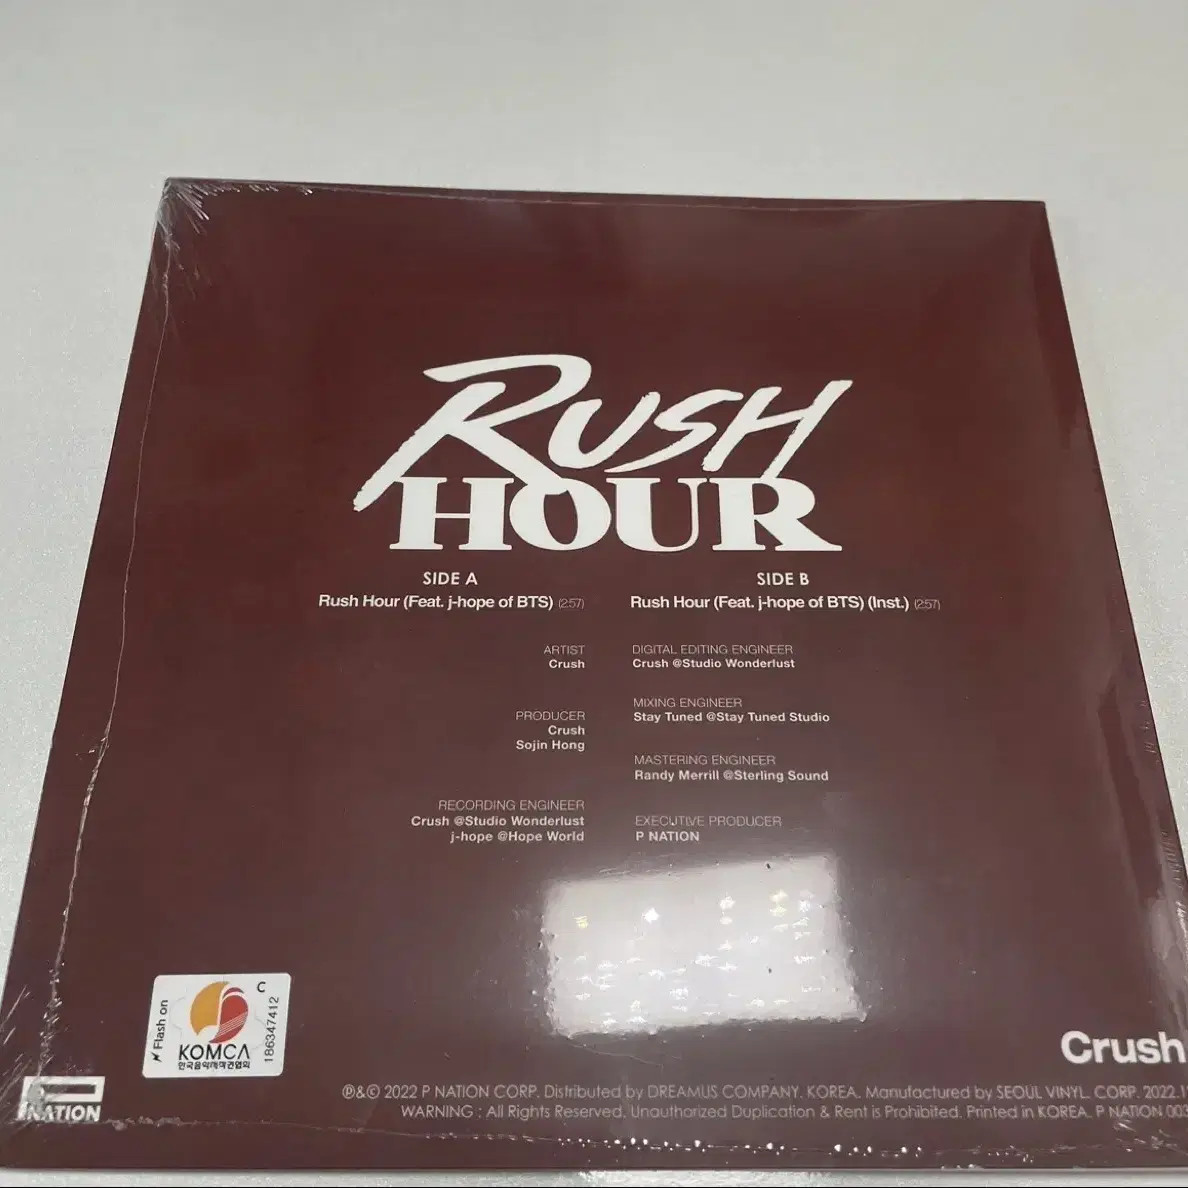 RUSH
HOUR
SIDE A
Rush Hour (Feat. j-hope of BTS) (2:57)
SIDE B
Rush Hour (Feat. j-hope of BTS) (Inst.) (2:57)
ARTIST
Crush
PRODUCER
Crush
Sojin Hong
RECORDING ENGINEER
Crush @Studio Wonderlust
j-hope @Hope World
DIGITAL EDITING ENGINEER
Crush @Studio Wonderlust
MIXING ENGINEER
Stay Tuned @Stay Tuned Studio
MASTERING ENGINEER
Randy Merrill @Sterling Sound
EXECUTIVE PRODUCER
P NATION
Flash on
C
KOMCA
한국음악저작권협회
186347412
P NATION
Crush
℗&© 2022 P NATION CORP. Distributed by DREAMUS COMPANY. KOREA. Manufactured by SEOUL VINYL. CORP. 2022.
WARNING : All Rights Reserved. Unauthorized Duplication & Rent is Prohibited. Printed in KOREA. P NATION 003